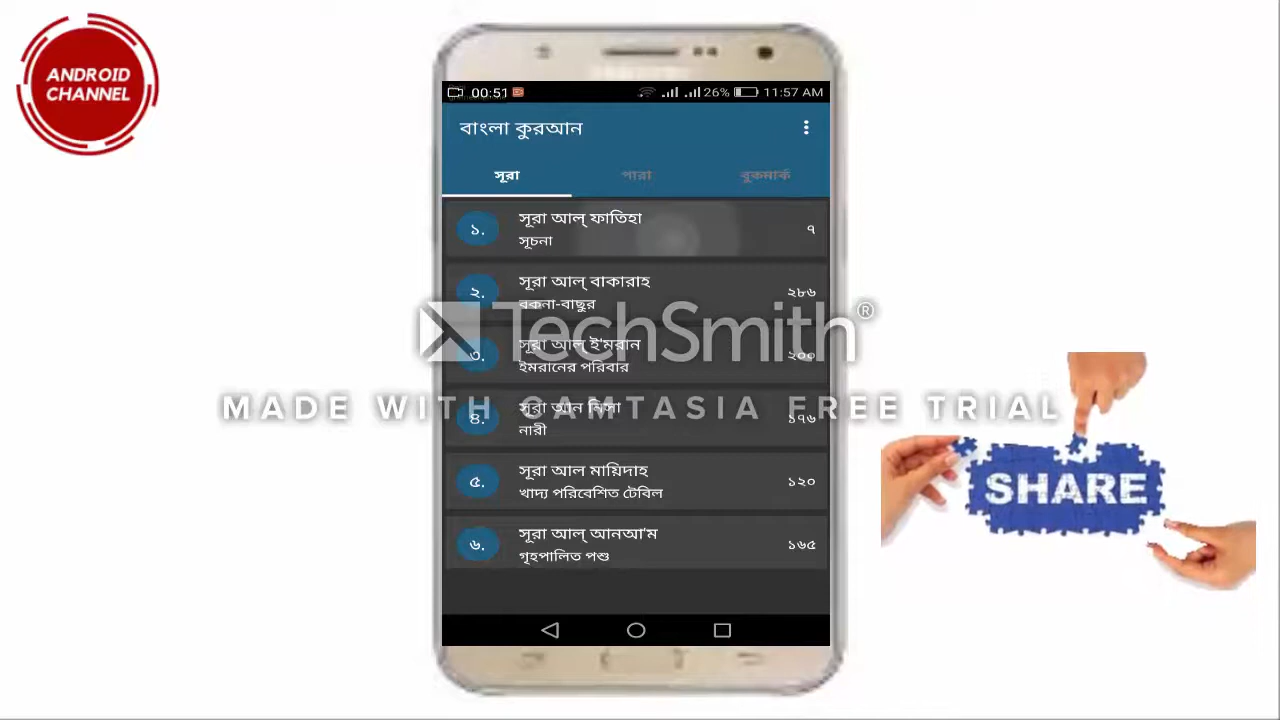 ANDROID
CHANNEL
00:51 26% 11:57 AM
বাংলা কুরআন
সূরা পারা বুকমার্ক
১. সূরা আল্ ফাতিহা ৭
সূচনা
২. সূরা আল্ বাকারাহ ২৮৬
বকনা-বাছুর
TechSmith®
৩. সূরা আল ই'মরান ২০০
ইমরানের পরিবার
MADE WITH CAMTASIA FREE TRIAL
৪. সূরা আন নিসা ১৭৬
নারী
৫. সূরা আল মায়িদাহ ১২০
খাদ্য পরিবেশিত টেবিল
SHARE
৬. সূরা আল্ আনআ'ম ১৬৫
গৃহপালিত পশু